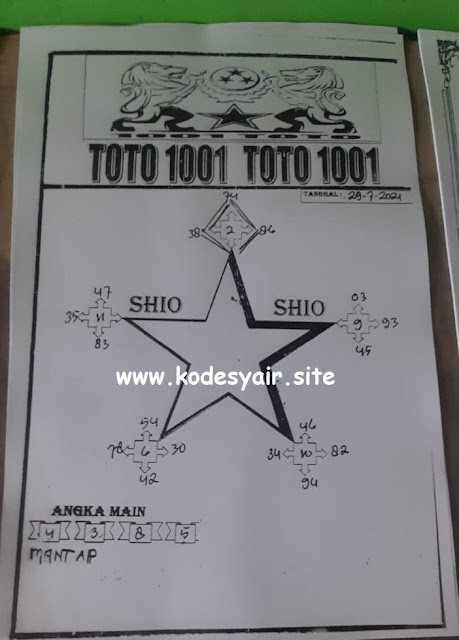 TOTO 1001 TOTO 1001
TANGGAL: 29-7-2021
74
38 2 86
SHIO SHIO
47
35 11
83
03
9 93
45
www.kodesyair.site
54
78 6 30
42
46
34 10 82
94
ANGKA MAIN
4 3 8 5
MANTAP